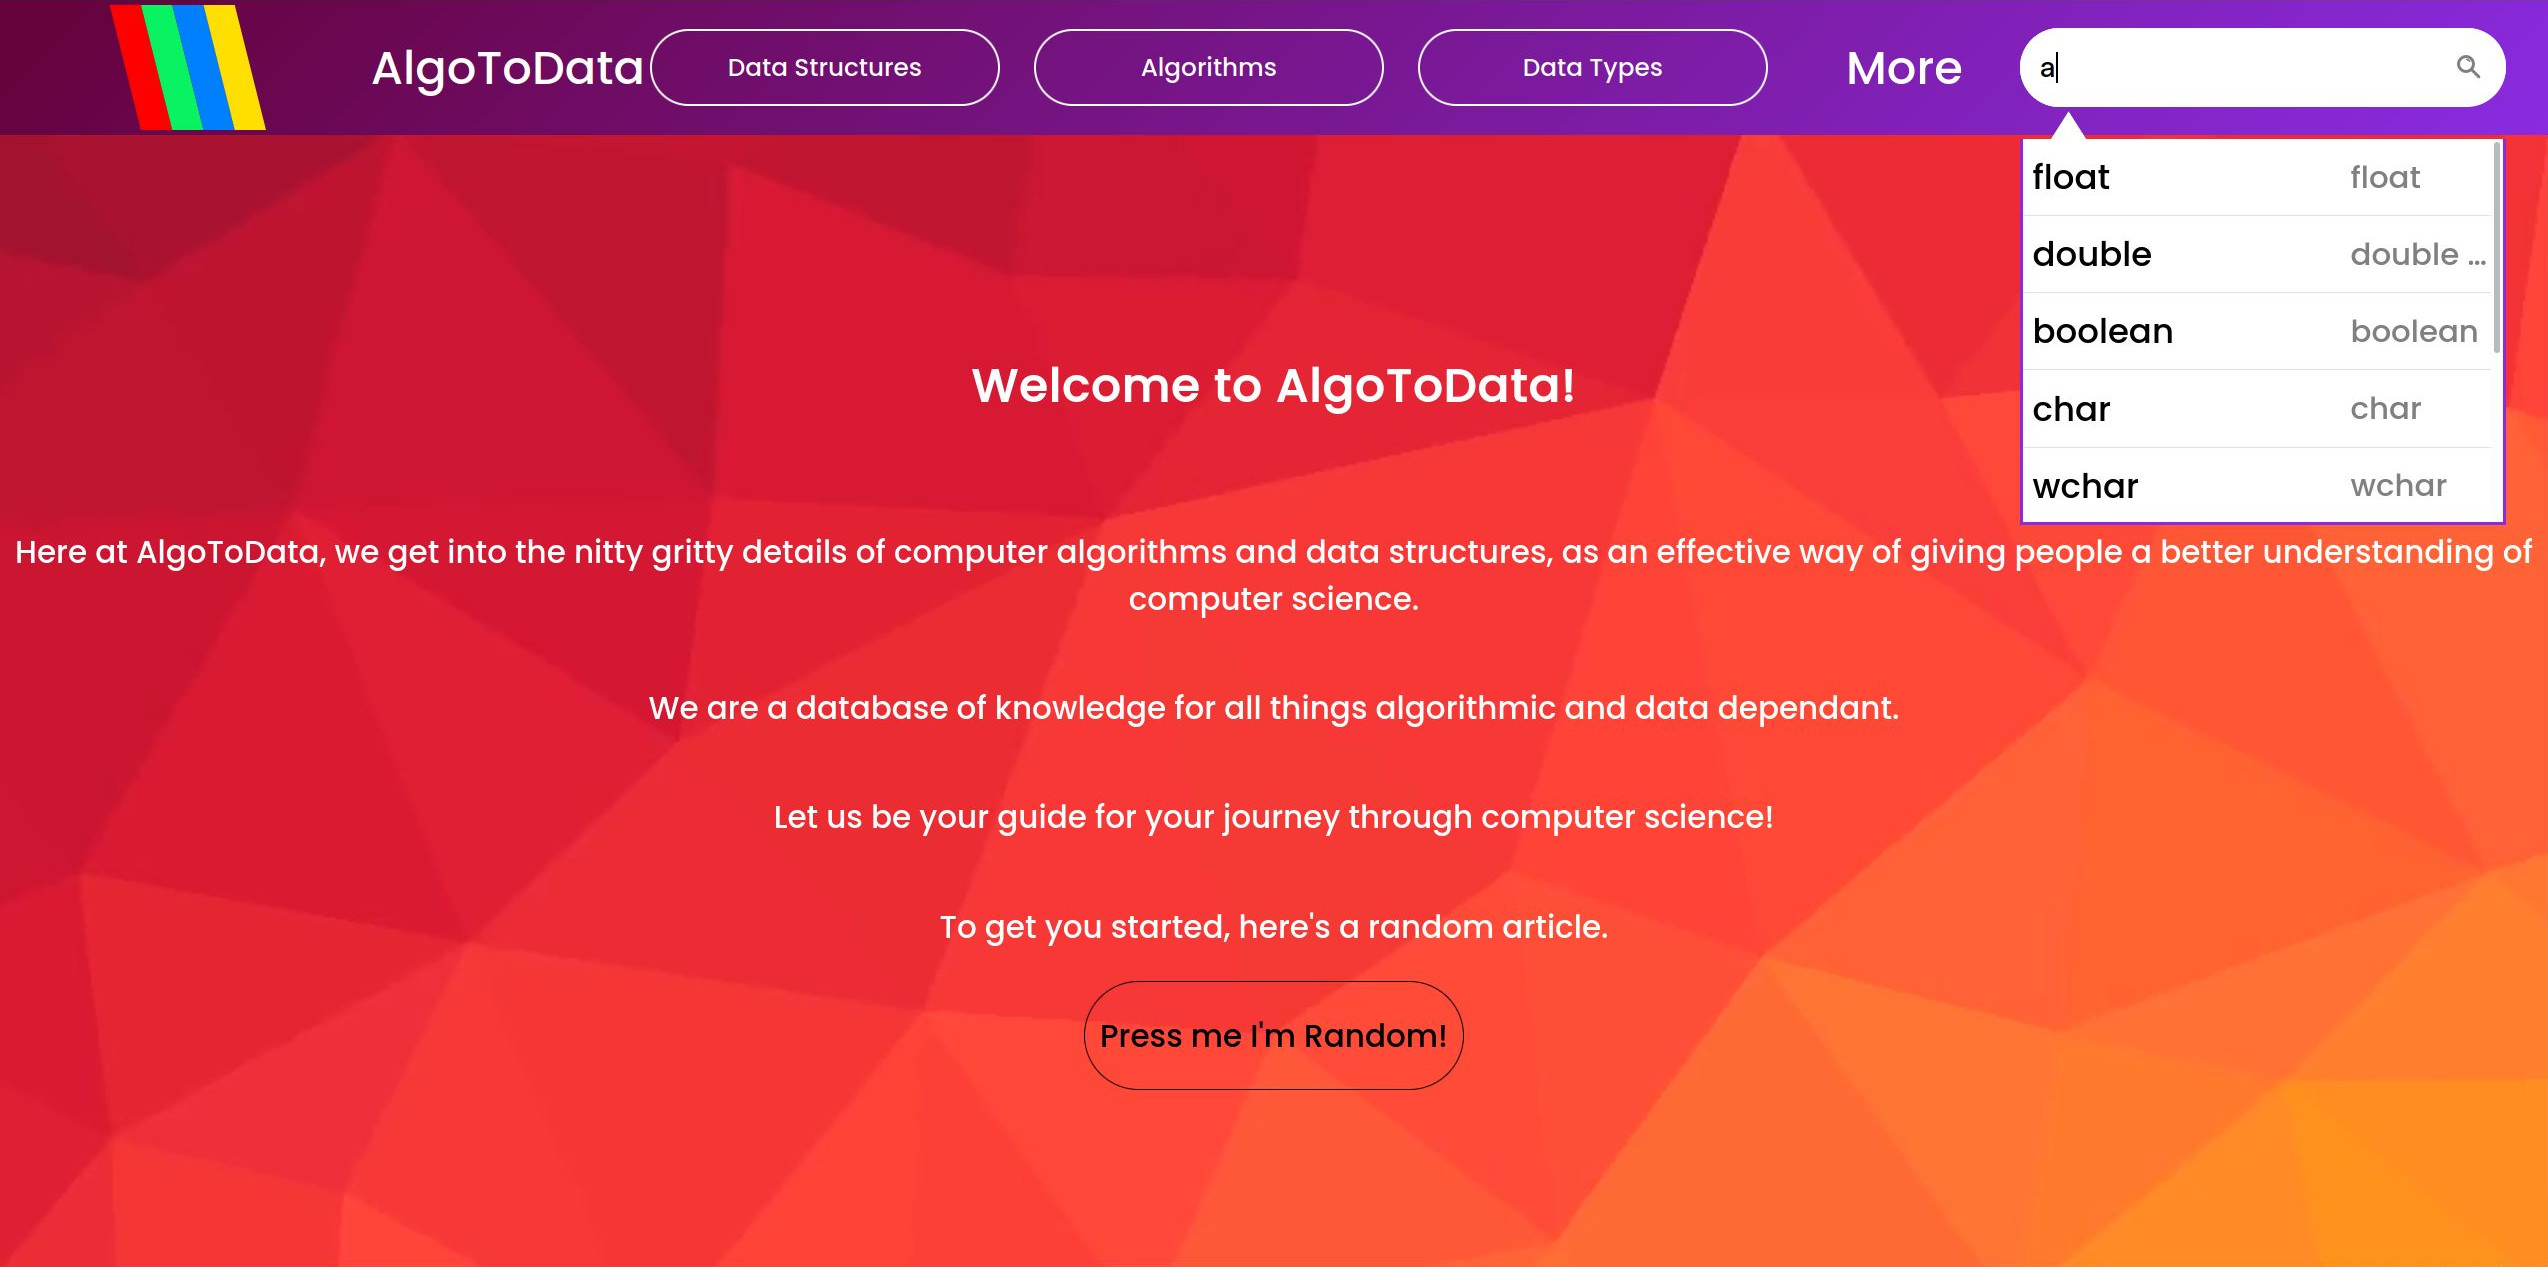 AlgoToData
Data Structures
Algorithms
Data Types
More
a
float float
double double ...
boolean boolean
char char
wchar wchar
Welcome to AlgoToData!
Here at AlgoToData, we get into the nitty gritty details of computer algorithms and data structures, as an effective way of giving people a better understanding of
computer science.
We are a database of knowledge for all things algorithmic and data dependant.
Let us be your guide for your journey through computer science!
To get you started, here's a random article.
Press me I'm Random!